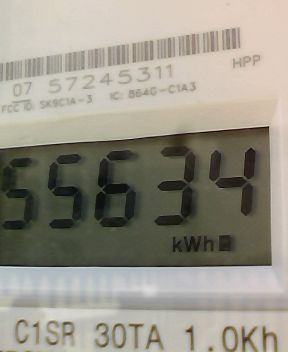 HPP
07 57245311
FCC ID: SK9C1A-3 IC: 864G-C1A3
55634
kWh
C1SR 30TA 1.0Kh